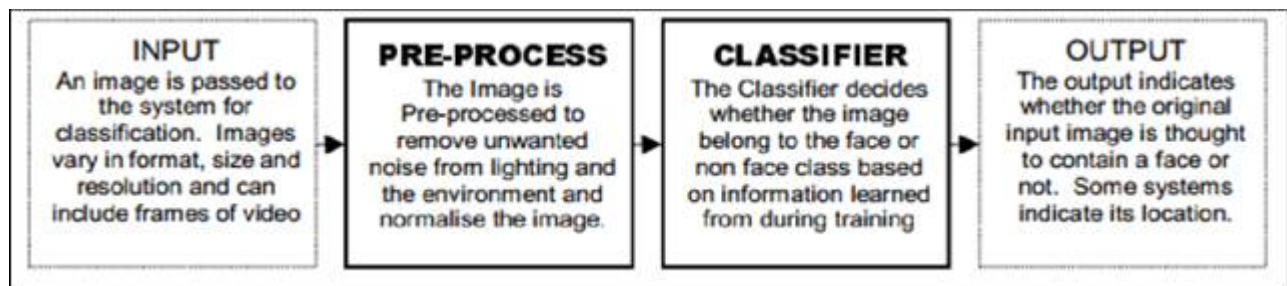 INPUT
An image is passed to
the system for
classification. Images
vary in format, size and
resolution and can
include frames of video
PRE-PROCESS
The Image is
Pre-processed to
remove unwanted
noise from lighting and
the environment and
normalise the image.
CLASSIFIER
The Classifier decides
whether the image
belong to the face or
non face class based
on information learned
from during training
OUTPUT
The output indicates
whether the original
input image is thought
to contain a face or
not. Some systems
indicate its location.